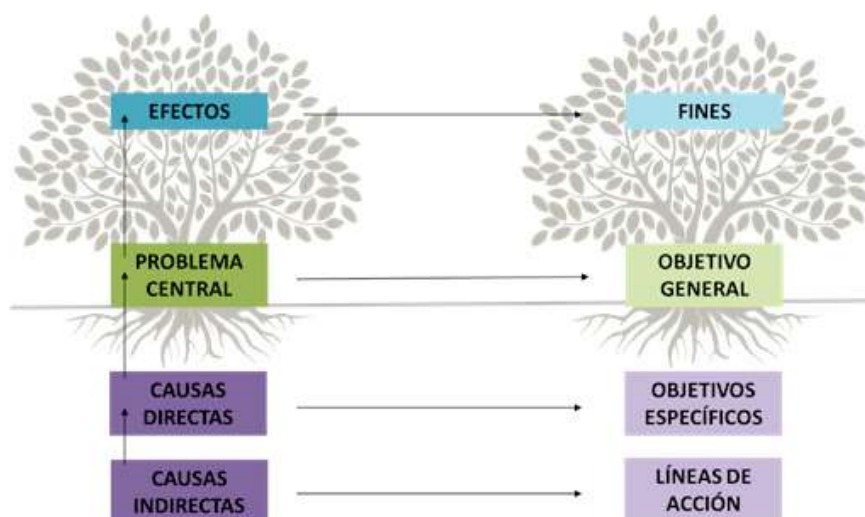 EFECTOS
FINES
PROBLEMA
CENTRAL
OBJETIVO
GENERAL
CAUSAS
DIRECTAS
OBJETIVOS
ESPECÍFICOS
CAUSAS
INDIRECTAS
LÍNEAS DE
ACCIÓN